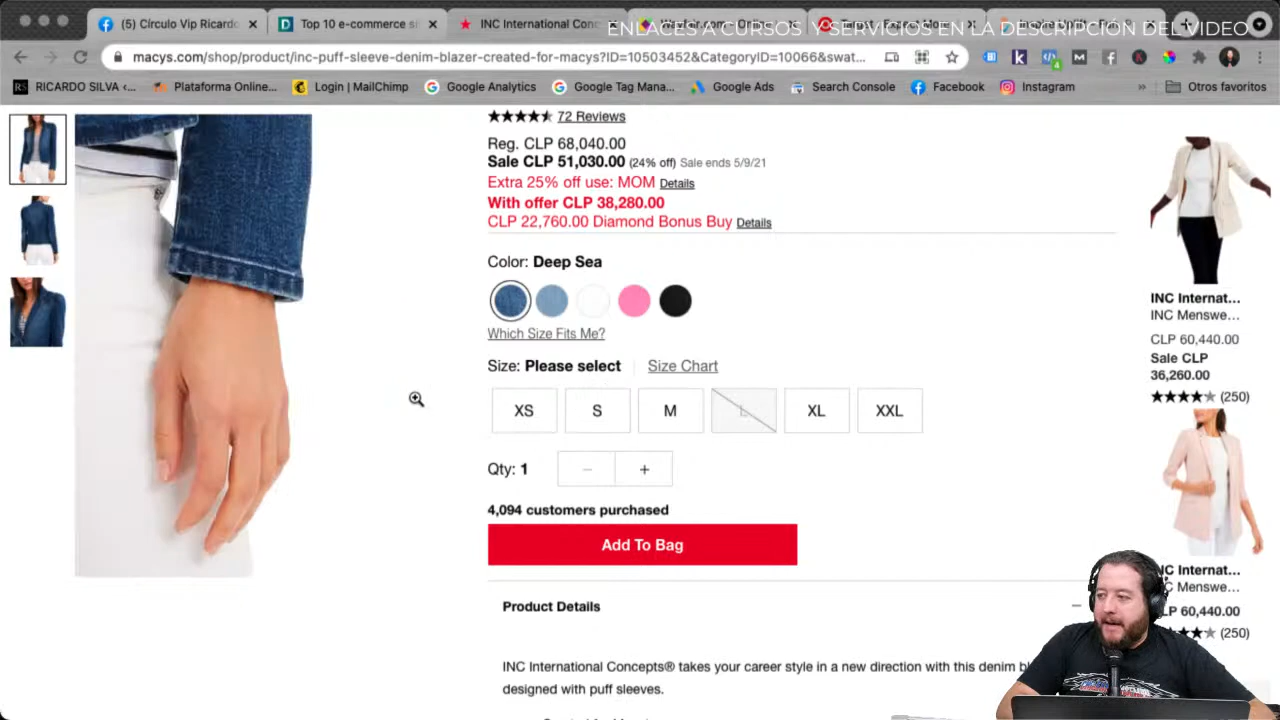 ENLACES A CURSOS Y SERVICIOS EN LA DESCRIPCIÓN DEL VIDEO
(5) Círculo Vip Ricardo
Top 10 e-commerce s
INC International Con
macys.com/shop/product/inc-puff-sleeve-denim-blazer-created-for-macys?ID=10503452&CategoryID=10066&swat...
RICARDO SILVA ‹...
Plataforma Online...
Login | MailChimp
Google Analytics
Google Tag Mana...
Google Ads
Search Console
Facebook
Instagram
»
Otros favoritos
72 Reviews
Reg. CLP 68,040.00
Sale CLP 51,030.00 (24% off) Sale ends 5/9/21
Extra 25% off use: MOM Details
With offer CLP 38,280.00
CLP 22,760.00 Diamond Bonus Buy Details
Color: Deep Sea
Which Size Fits Me?
Size: Please select
Size Chart
XS
S
M
L
XL
XXL
Qty: 1
4,094 customers purchased
Add To Bag
Product Details
INC International Concepts® takes your career style in a new direction with this denim
designed with puff sleeves.
INC Internat...
INC Menswe...
CLP 60,440.00
Sale CLP
36,260.00
(250)
INC Internat...
Menswe...
60,440.00
(250)